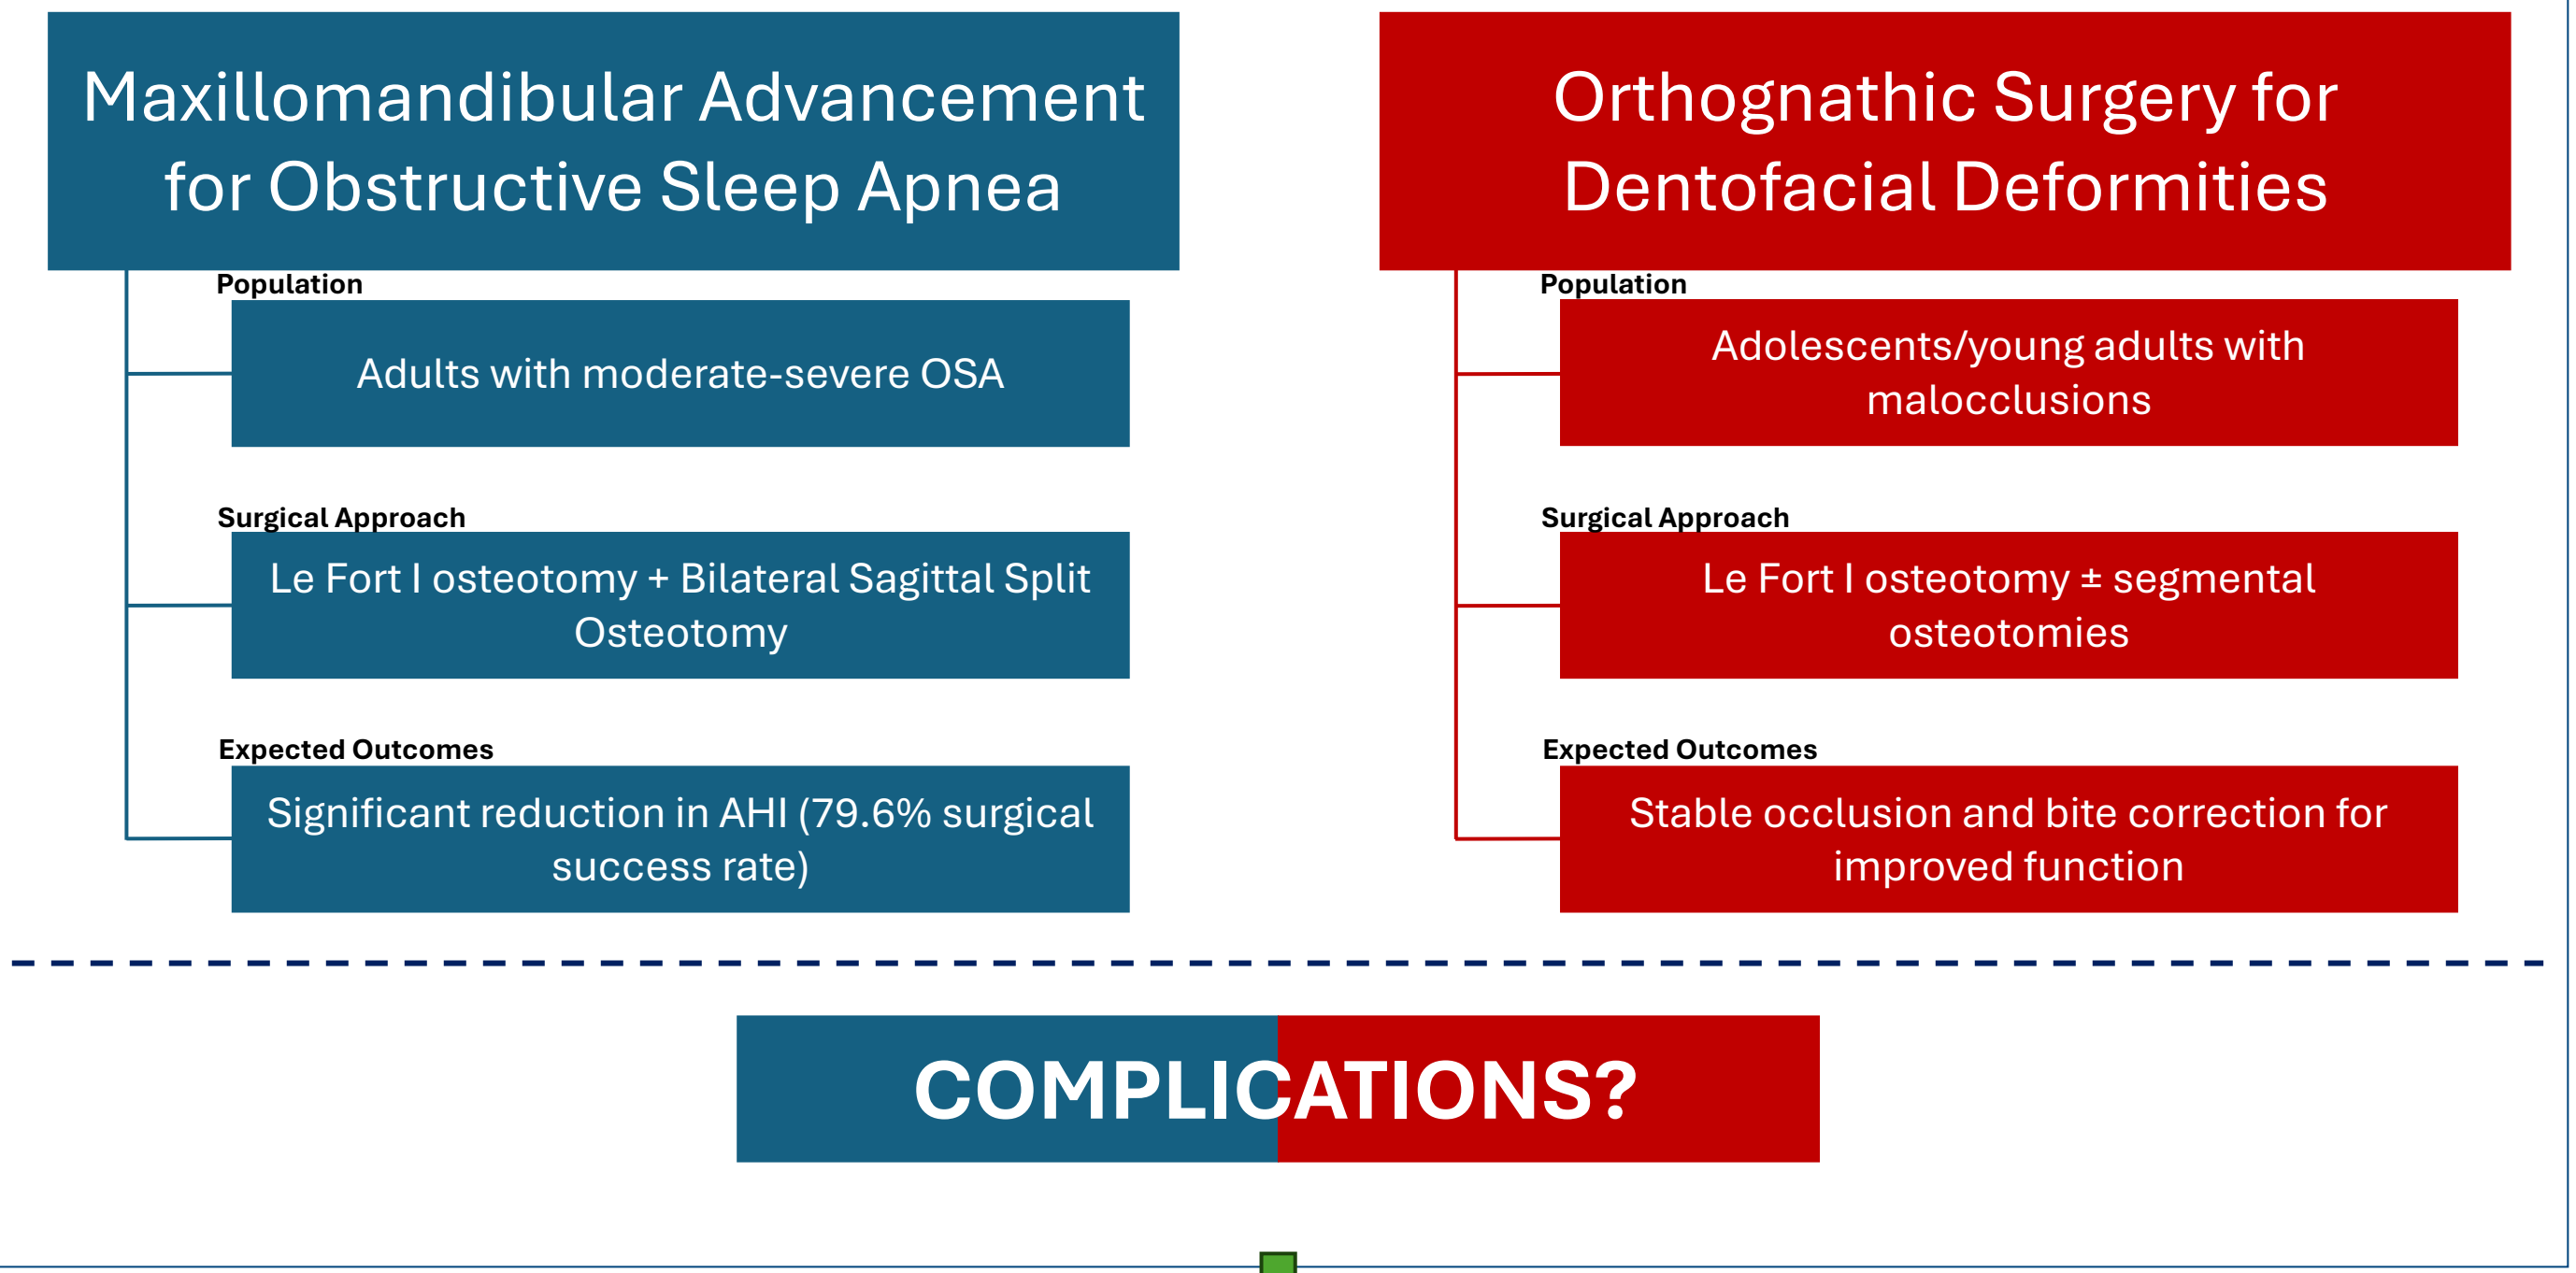 Maxillomandibular Advancement
for Obstructive Sleep Apnea
Population
Adults with moderate-severe OSA
Surgical Approach
Le Fort I osteotomy + Bilateral Sagittal Split
Osteotomy
Expected Outcomes
Significant reduction in AHI (79.6% surgical
success rate)
Orthognathic Surgery for
Dentofacial Deformities
Population
Adolescents/young adults with
malocclusions
Surgical Approach
Le Fort I osteotomy ± segmental
osteotomies
Expected Outcomes
Stable occlusion and bite correction for
improved function
COMPLICATIONS?